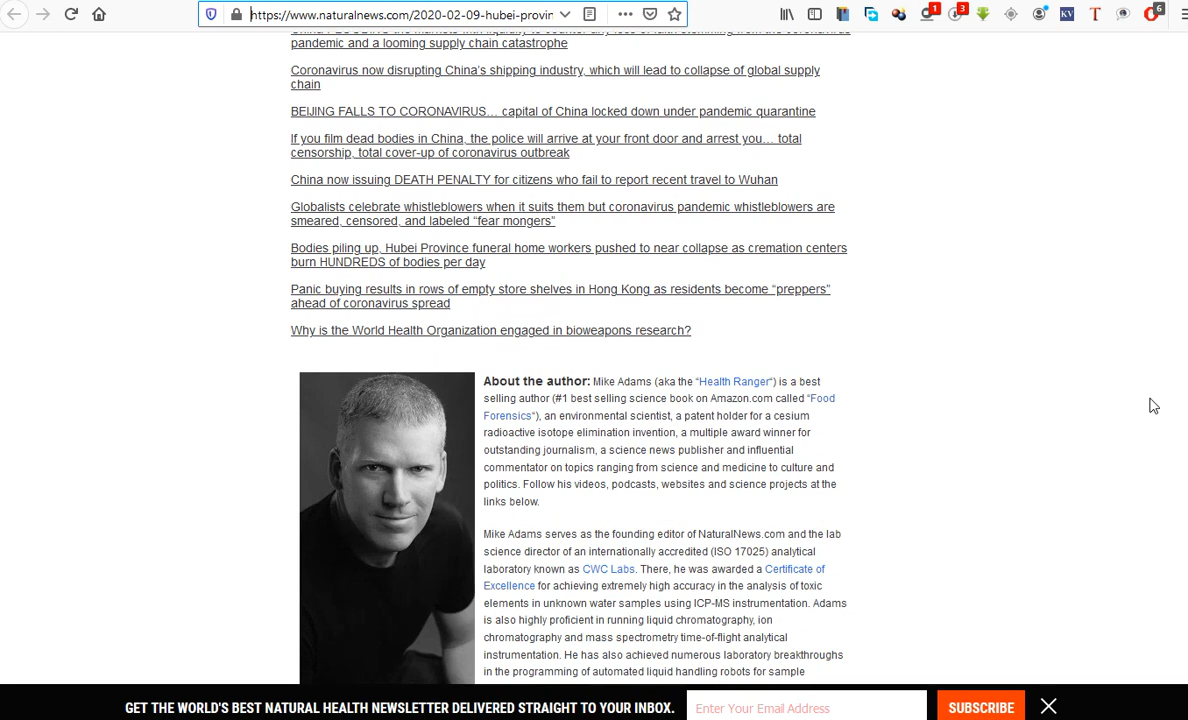 https://www.naturalnews.com/2020-02-09-hubei-provin
1
3
KV
T
6
pandemic and a looming supply chain catastrophe
Coronavirus now disrupting China's shipping industry, which will lead to collapse of global supply
chain
BEIJING FALLS TO CORONAVIRUS… capital of China locked down under pandemic quarantine
If you film dead bodies in China, the police will arrive at your front door and arrest you… total
censorship, total cover-up of coronavirus outbreak
China now issuing DEATH PENALTY for citizens who fail to report recent travel to Wuhan
Globalists celebrate whistleblowers when it suits them but coronavirus pandemic whistleblowers are
smeared, censored, and labeled “fear mongers”
Bodies piling up, Hubei Province funeral home workers pushed to near collapse as cremation centers
burn HUNDREDS of bodies per day
Panic buying results in rows of empty store shelves in Hong Kong as residents become “preppers”
ahead of coronavirus spread
Why is the World Health Organization engaged in bioweapons research?
About the author: Mike Adams (aka the “Health Ranger“) is a best
selling author (#1 best selling science book on Amazon.com called “Food
Forensics“), an environmental scientist, a patent holder for a cesium
radioactive isotope elimination invention, a multiple award winner for
outstanding journalism, a science news publisher and influential
commentator on topics ranging from science and medicine to culture and
politics. Follow his videos, podcasts, websites and science projects at the
links below.
Mike Adams serves as the founding editor of NaturalNews.com and the lab
science director of an internationally accredited (ISO 17025) analytical
laboratory known as CWC Labs. There, he was awarded a Certificate of
Excellence for achieving extremely high accuracy in the analysis of toxic
elements in unknown water samples using ICP-MS instrumentation. Adams
is also highly proficient in running liquid chromatography, ion
chromatography and mass spectrometry time-of-flight analytical
instrumentation. He has also achieved numerous laboratory breakthroughs
in the programming of automated liquid handling robots for sample
GET THE WORLD'S BEST NATURAL HEALTH NEWSLETTER DELIVERED STRAIGHT TO YOUR INBOX.
Enter Your Email Address
SUBSCRIBE